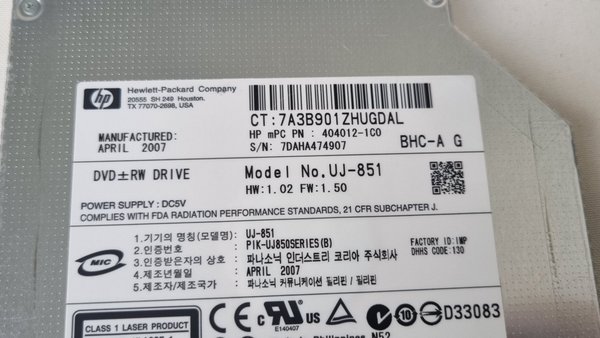 hp
Hewlett-Packard Company
20555 SH 249 Houston.
TX 77070-2698, USA
CT:7A3B901ZHUGDAL
MANUFACTURED:
APRIL 2007
HP mPC PN : 404012-1C0
S/N: 7DAHA474907
BHC-A G
DVD±RW DRIVE
Model No.UJ-851
HW:1.02 FW:1.50
POWER SUPPLY : DC5V
COMPLIES WITH FDA RADIATION PERFORMANCE STANDARDS, 21 CFR SUBCHAPTER J.
MIC
1.기기의 명칭(모델명): UJ-851
2.인증번호 : PIK-UJ850SERIES(B)
3.인증받은자의 상호 : 파나소닉 인더스트리 코리아 주식회사
4.제조년월일 : APRIL 2007
5.제조자/제조국가 : 파나소닉 커뮤니케이션 필리핀 / 필리핀
FACTORY ID:IMP
DHHS CODE:130
CLASS 1 LASER PRODUCT
CE
c RU us
E140407
N
10
e
S
D33083
Philippines N52